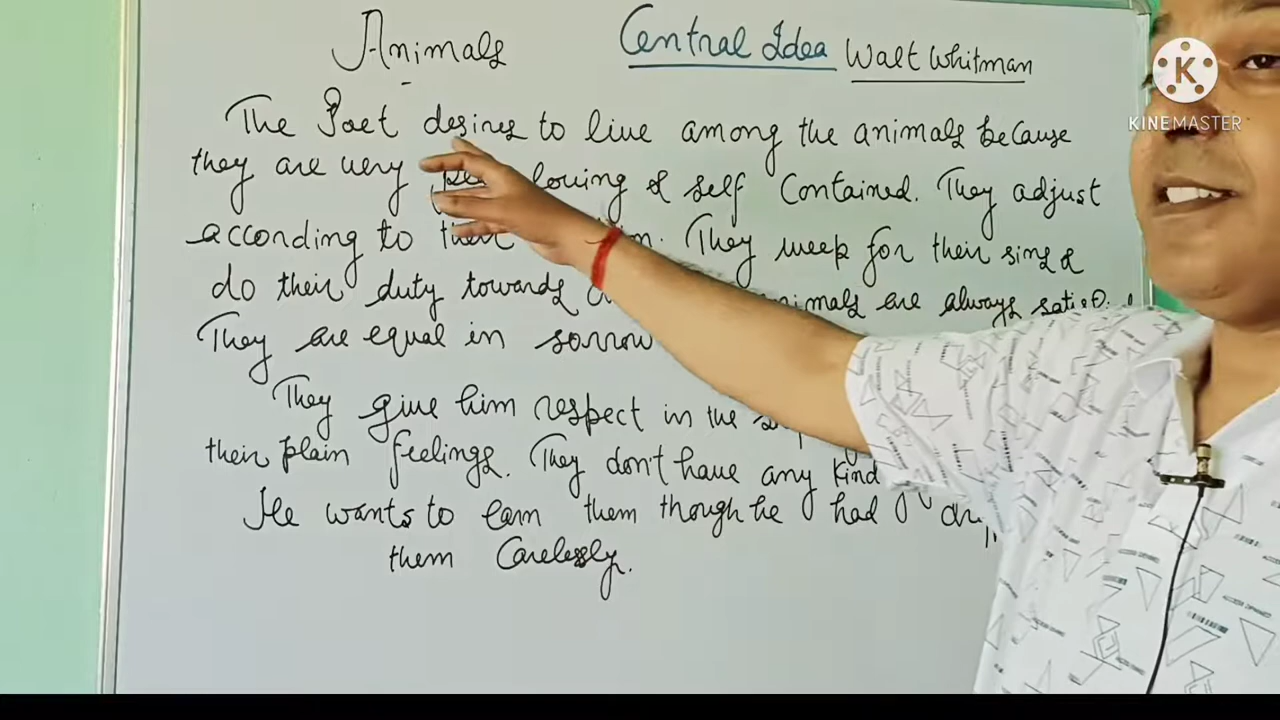 Animals Central Idea Walt Whitman
The Poet desires to live among the animals because
they are very loving & self Contained. They adjust
according to their They weep for their sins &
do their duty towards animals are always
They are equal in sorrow
They give him respect in the
their plain feelings. They don't have any kind
He wants to earn them though he had
them Carelessly.
K
KINEMASTER